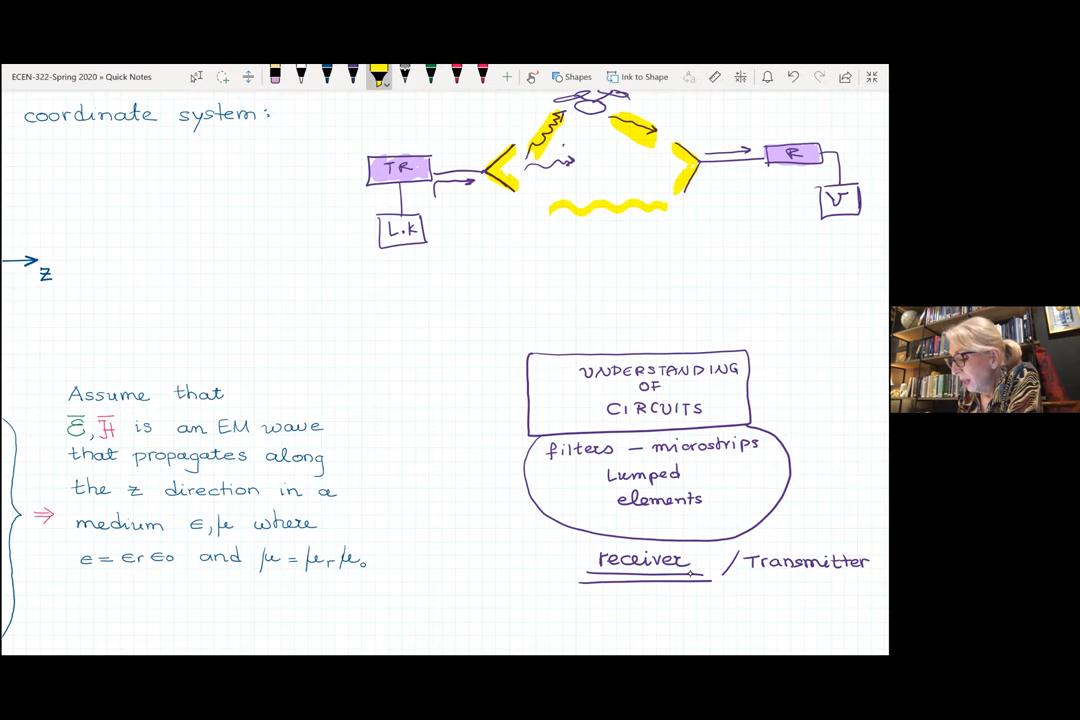 ECEN-322-Spring 2020 » Quick Notes
Shapes
Ink to Shape
coordinate system:
TR
L.K
R
V
z
Assume that
E, H is an EM wave
that propagates along
the z direction in a
medium ϵ, μ where
ϵ = ϵr ϵ0 and μ = μr μ0
UNDERSTANDING
OF
CIRCUITS
filters — microstrips
Lumped
elements
receiver / Transmitter